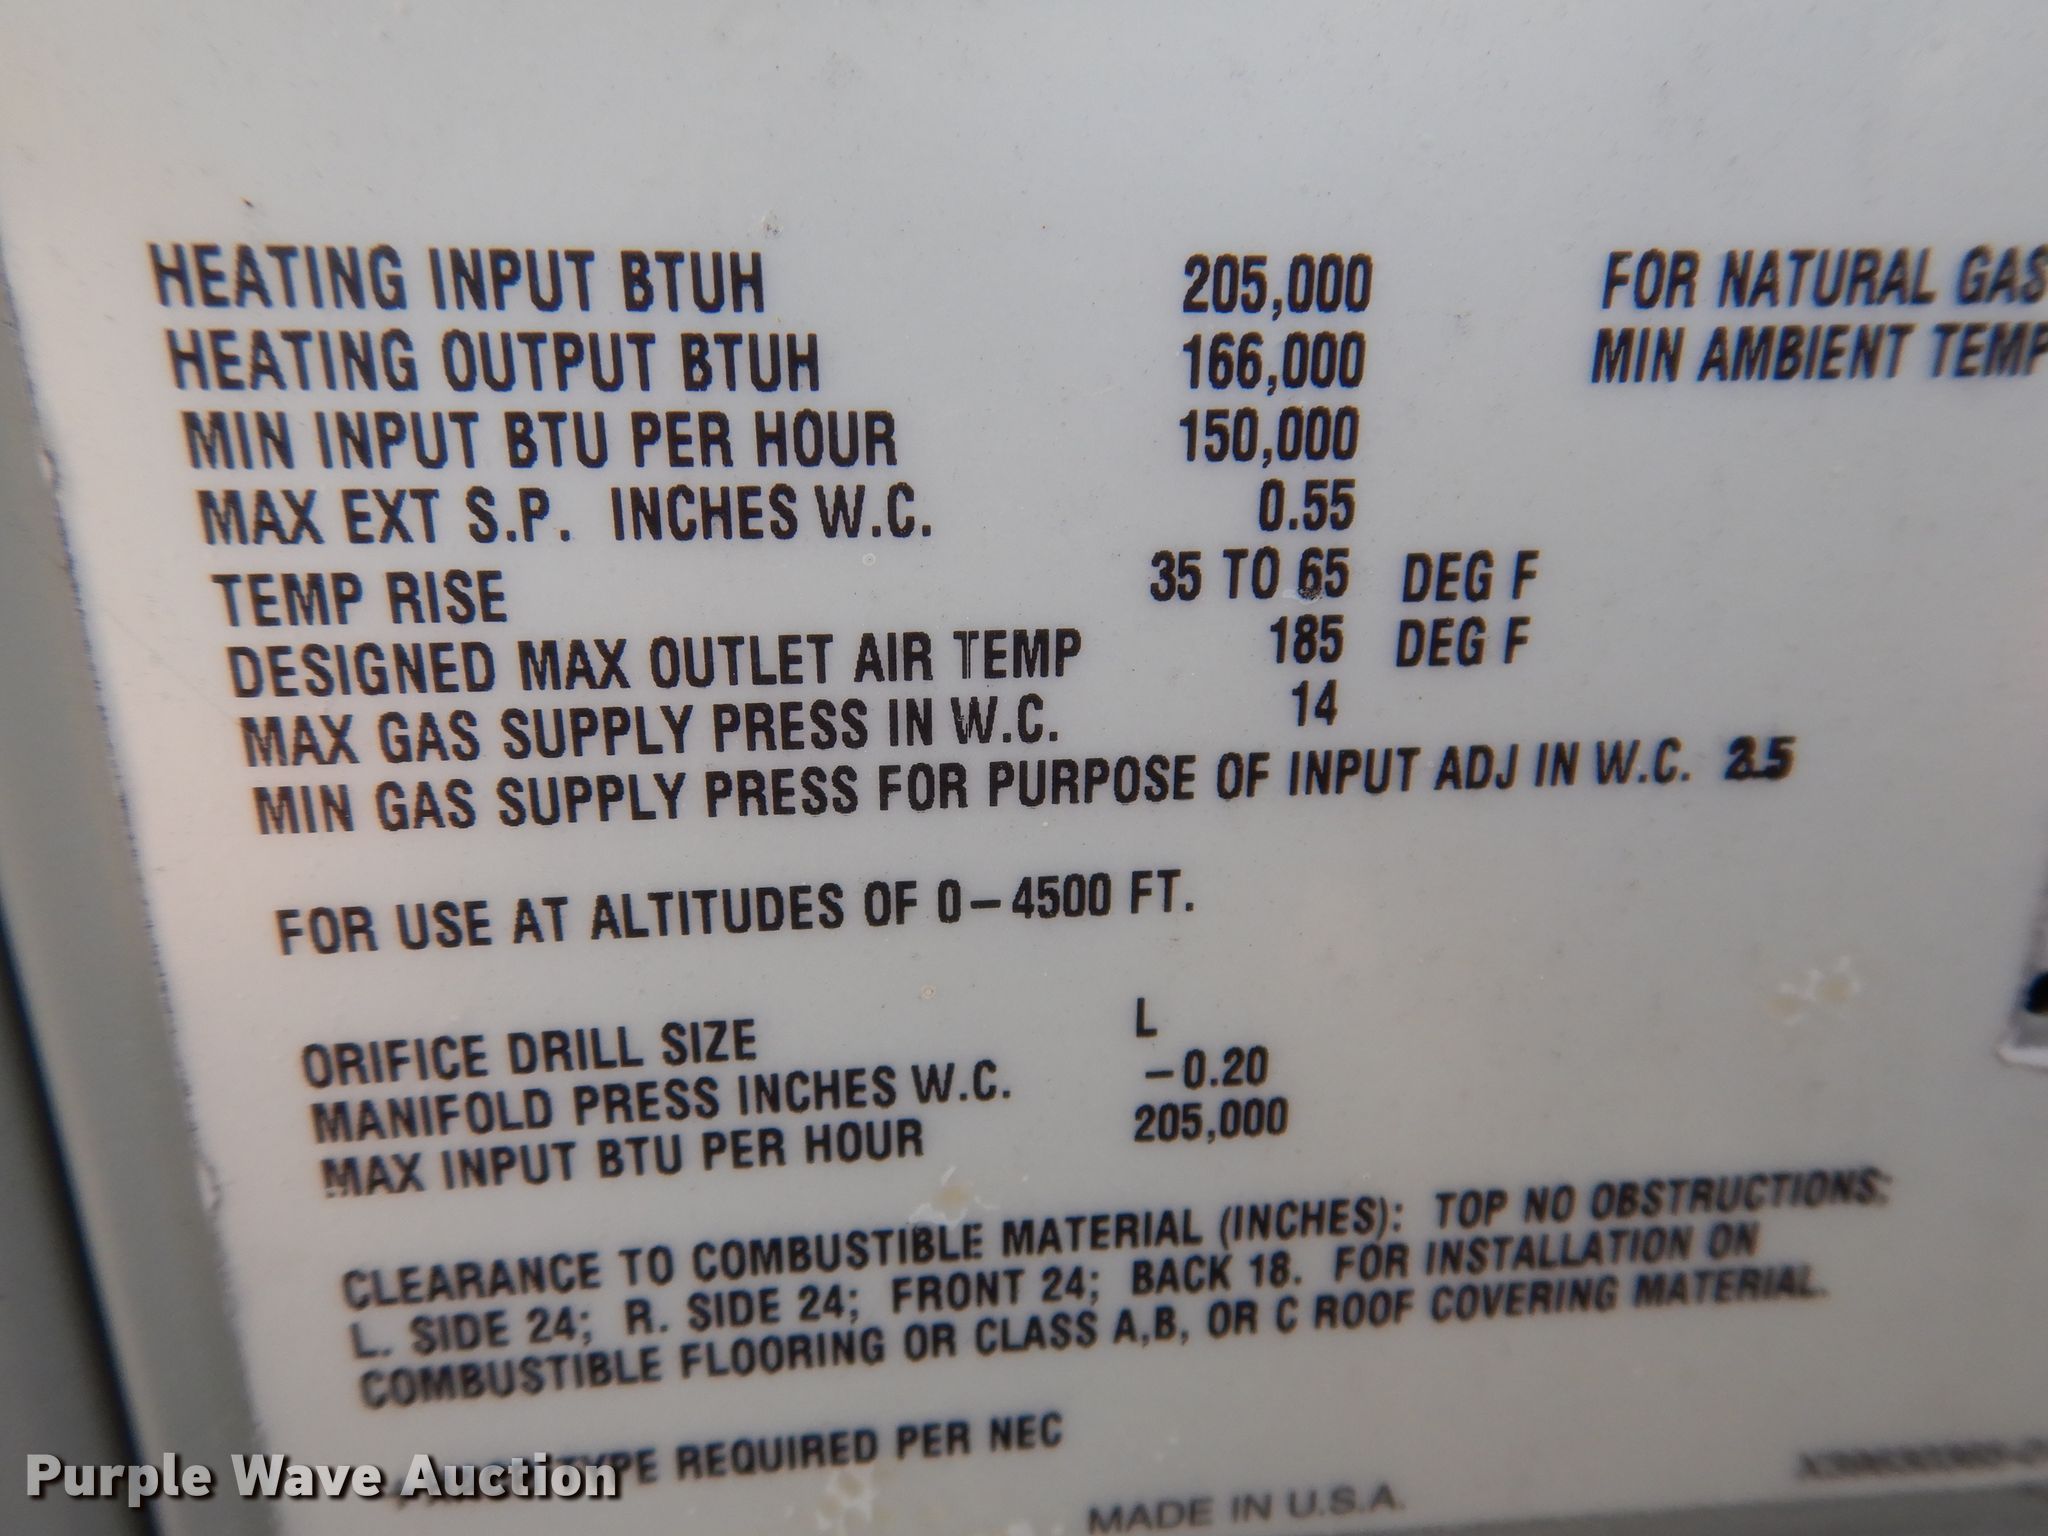 HEATING INPUT BTUH 205,000 FOR NATURAL GAS
HEATING OUTPUT BTUH 166,000 MIN AMBIENT TEMP
MIN INPUT BTU PER HOUR 150,000
MAX EXT S.P. INCHES W.C. 0.55
TEMP RISE 35 TO 65 DEG F
DESIGNED MAX OUTLET AIR TEMP 185 DEG F
MAX GAS SUPPLY PRESS IN W.C. 14
MIN GAS SUPPLY PRESS FOR PURPOSE OF INPUT ADJ IN W.C.
FOR USE AT ALTITUDES OF 0-4500 FT.
ORIFICE DRILL SIZE L
MANIFOLD PRESS INCHES W.C. -0.20
MAX INPUT BTU PER HOUR 205,000
CLEARANCE TO COMBUSTIBLE MATERIAL (INCHES): TOP NO OBSTRUCTIONS;
L. SIDE 24; R. SIDE 24; FRONT 24; BACK 18. FOR INSTALLATION ON
COMBUSTIBLE FLOORING OR CLASS A,B, OR C ROOF COVERING MATERIAL.
TYPE REQUIRED PER NEC
MADE IN U.S.A.
Purple Wave Auction